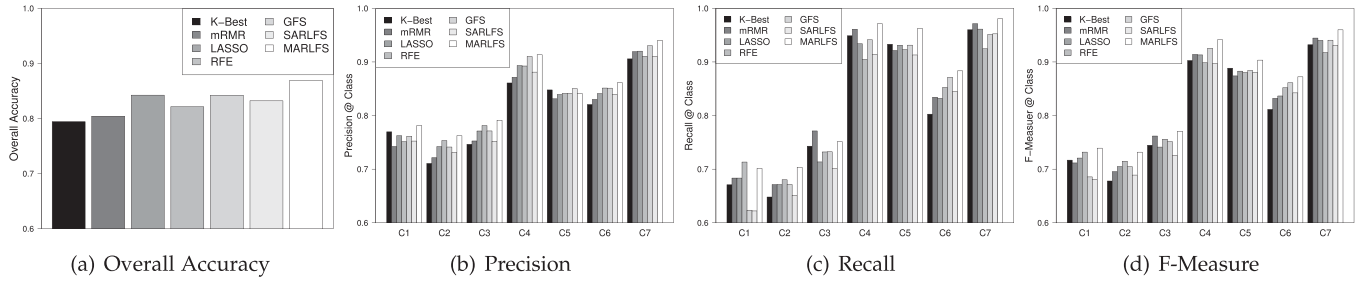 Overall Accuracy
1.0
0.9
0.8
0.7
0.6
K−Best
mRMR
LASSO
RFE
GFS
SARLFS
MARLFS
(a) Overall Accuracy
Precision @ Class
1.0
0.9
0.8
0.7
0.6
K−Best
mRMR
LASSO
RFE
GFS
SARLFS
MARLFS
C1 C2 C3 C4 C5 C6 C7
(b) Precision
Recall @ Class
1.0
0.9
0.8
0.7
0.6
K−Best
mRMR
LASSO
RFE
GFS
SARLFS
MARLFS
C1 C2 C3 C4 C5 C6 C7
(c) Recall
F−Measuer @ Class
1.0
0.9
0.8
0.7
0.6
K−Best
mRMR
LASSO
RFE
GFS
SARLFS
MARLFS
C1 C2 C3 C4 C5 C6 C7
(d) F-Measure